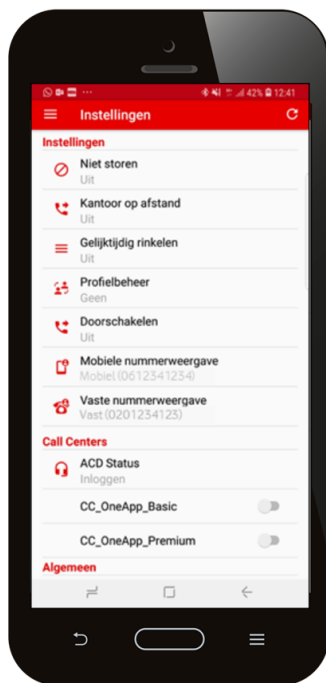 42% 12:41
Instellingen
Instellingen
Niet storen
Uit
Kantoor op afstand
Uit
Gelijktijdig rinkelen
Uit
Profielbeheer
Geen
Doorschakelen
Uit
Mobiele nummerweergave
Mobiel (0612341234)
Vaste nummerweergave
Vast (0201234123)
Call Centers
ACD Status
Inloggen
CC_OneApp_Basic
CC_OneApp_Premium
Algemeen